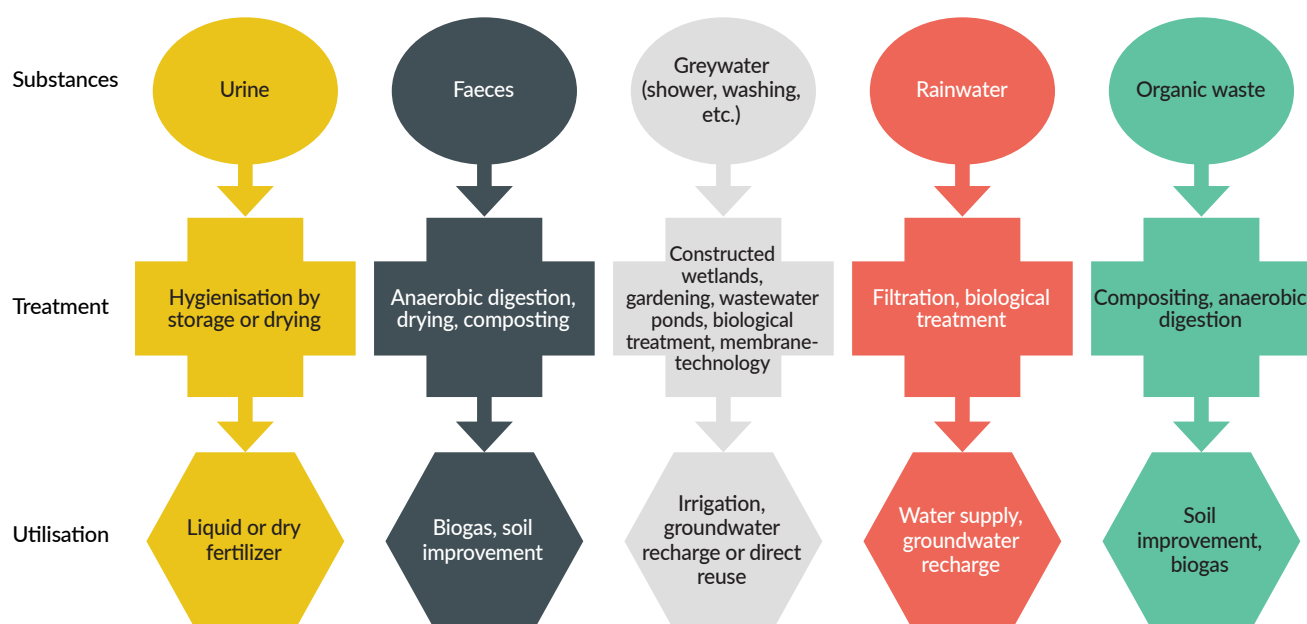 Substances
Urine
Faeces
Greywater
(shower, washing,
etc.)
Rainwater
Organic waste
Treatment
Hygienisation by
storage or drying
Anaerobic digestion,
drying, composting
Constructed
wetlands,
gardening, wastewater
ponds, biological
treatment, membrane-
technology
Filtration, biological
treatment
Compositing, anaerobic
digestion
Utilisation
Liquid or dry
fertilizer
Biogas, soil
improvement
Irrigation,
groundwater
recharge or direct
reuse
Water supply,
groundwater
recharge
Soil
improvement,
biogas